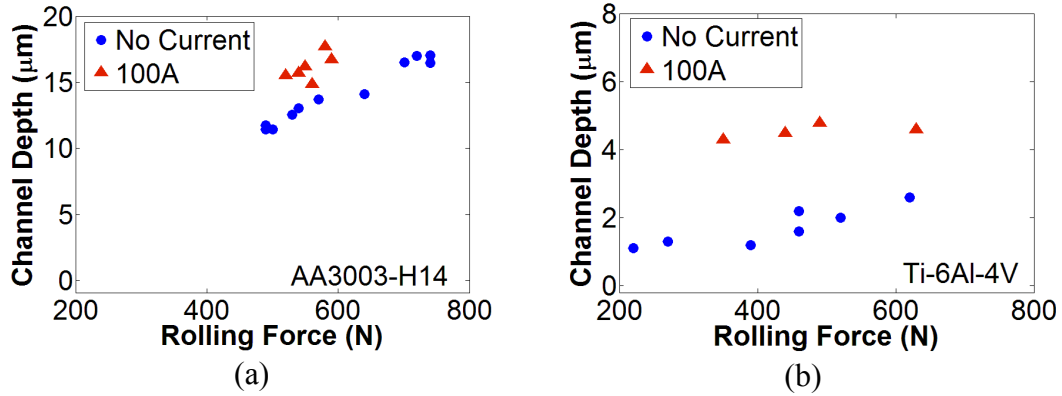 20
15
10
5
0
Channel Depth (μm)
No Current
100A
AA3003-H14
200
400
600
800
Rolling Force (N)
(a)
8
6
4
2
0
Channel Depth (μm)
No Current
100A
Ti-6Al-4V
200
400
600
800
Rolling Force (N)
(b)